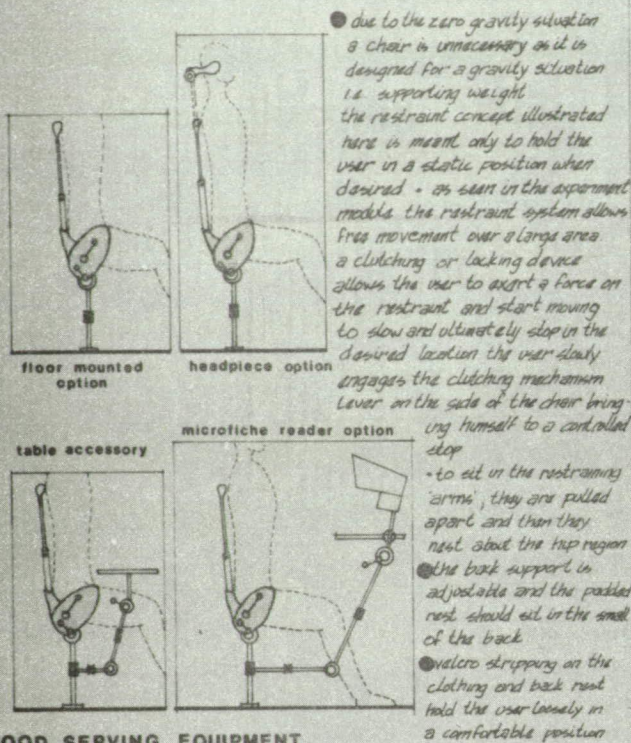 due to the zero gravity situation
a chair is unnecessary as it is
designed for a gravity situation
i.e. supporting weight
the restraint concept illustrated
here is meant only to hold the
user in a static position when
desired - as seen in the experiment
module the restraint system allows
free movement over a large area
a clutching or locking device
allows the user to exert a force on
the restraint and start moving
to slow and ultimately stop in the
desired location the user slowly
engages the clutching mechanism
lever on the side of the chair bring-
ing himself to a controlled
stop
- to sit in the restraining
'arms', they are pulled
apart and then they
nest about the hip region
the back support is
adjustable and the padded
rest should sit in the small
of the back
velcro stripping on the
clothing and back rest
hold the user loosely in
a comfortable position
floor mounted
option
headpiece option
table accessory
microfiche reader option
OOD SERVING EQUIPMENT